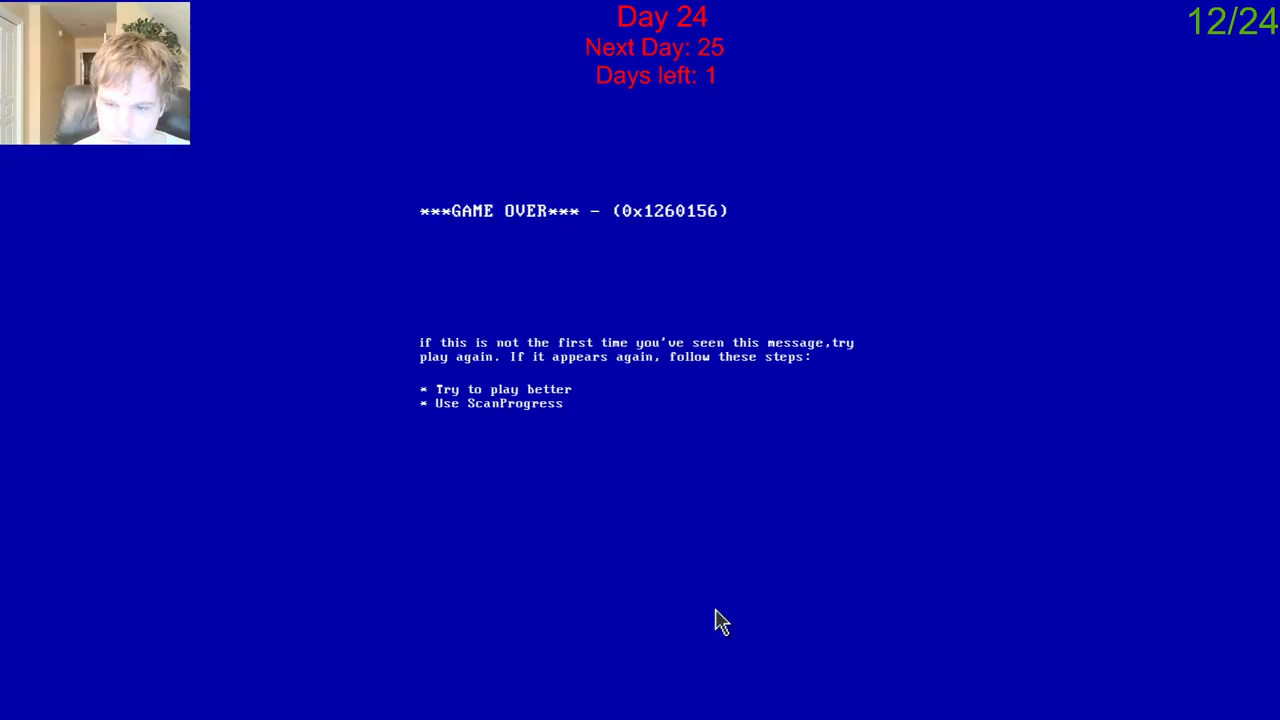 Day 24
Next Day: 25
Days left: 1
12/24
***GAME OVER*** - (0x1260156)
if this is not the first time you've seen this message,try
play again. If it appears again, follow these steps:
* Try to play better
* Use ScanProgress